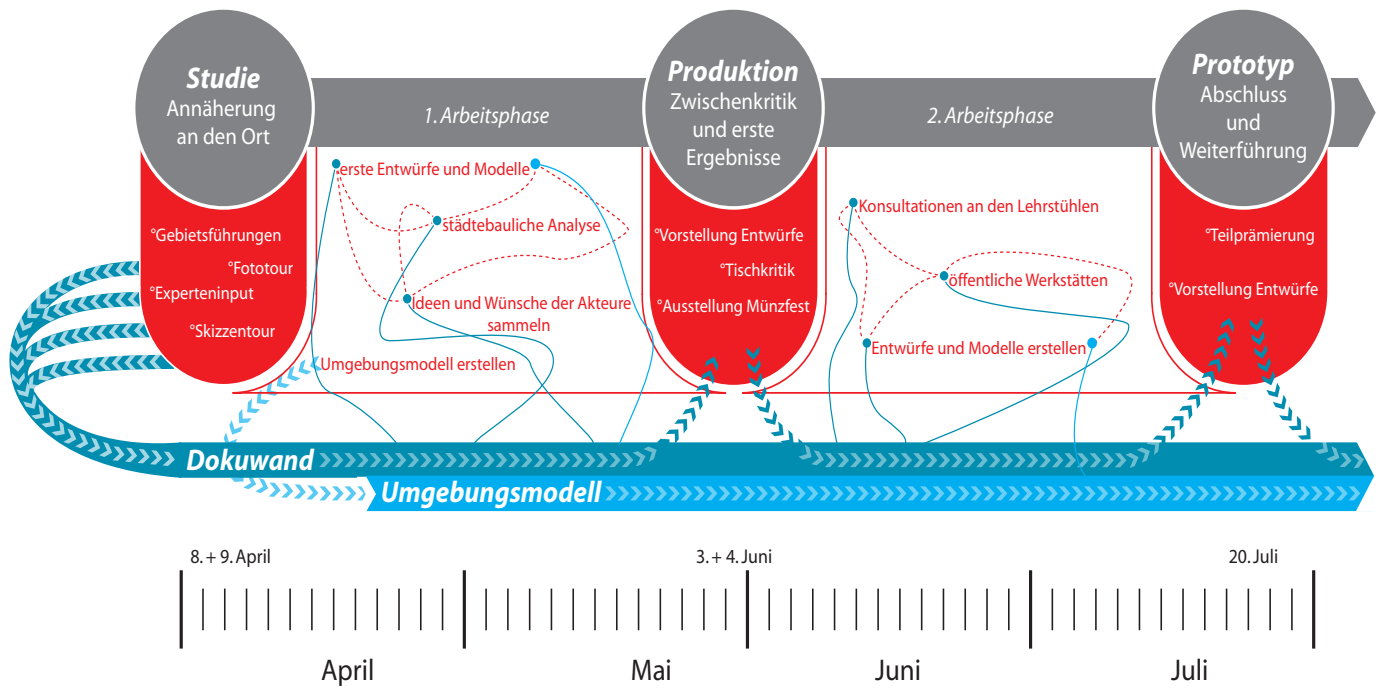 Studie
Annäherung
an den Ort
1. Arbeitsphase
Produktion
Zwischenkritik
und erste
Ergebnisse
2. Arbeitsphase
Prototyp
Abschluss
und
Weiterführung
°Gebietsführungen
°Fototour
°Experteninput
°Skizzentour
erste Entwürfe und Modelle
städtebauliche Analyse
Ideen und Wünsche der Akteure
sammeln
Umgebungsmodell erstellen
°Vorstellung Entwürfe
°Tischkritik
°Ausstellung Münzfest
Konsultationen an den Lehrstühlen
öffentliche Werkstätten
Entwürfe und Modelle erstellen
°Teilprämierung
°Vorstellung Entwürfe
Dokuwand
Umgebungsmodell
8. + 9. April
3. + 4. Juni
20. Juli
April
Mai
Juni
Juli